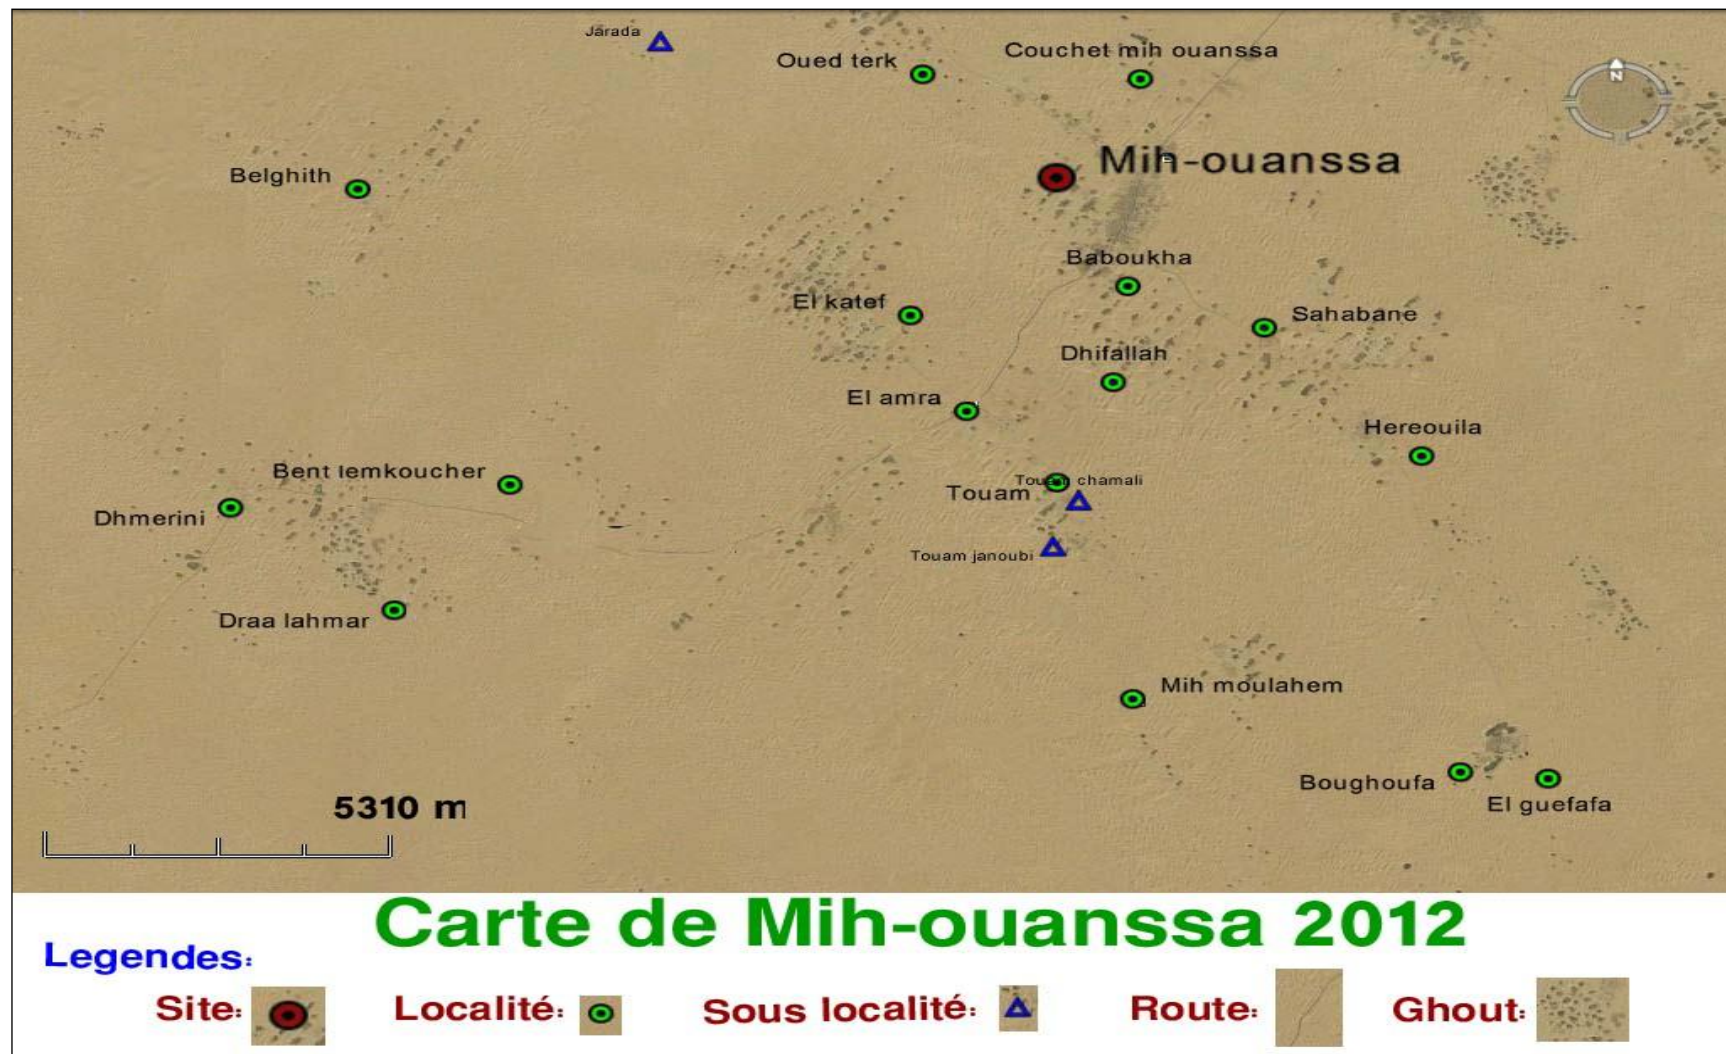 Jarada
Oued terk
Couchet mih ouanssa
N
Mih-ouanssa
Belghith
Baboukha
El katef
Sahabane
Dhifallah
El amra
Hereouila
Bent lemkoucher
Touam chamali
Touam
Dhmerini
Touam janoubi
Draa lahmar
Mih moulahem
Boughoufa
El guefafa
5310 m
Carte de Mih-ouanssa 2012
Legendes:
Site: Localité: Sous localité: Route: Ghout: